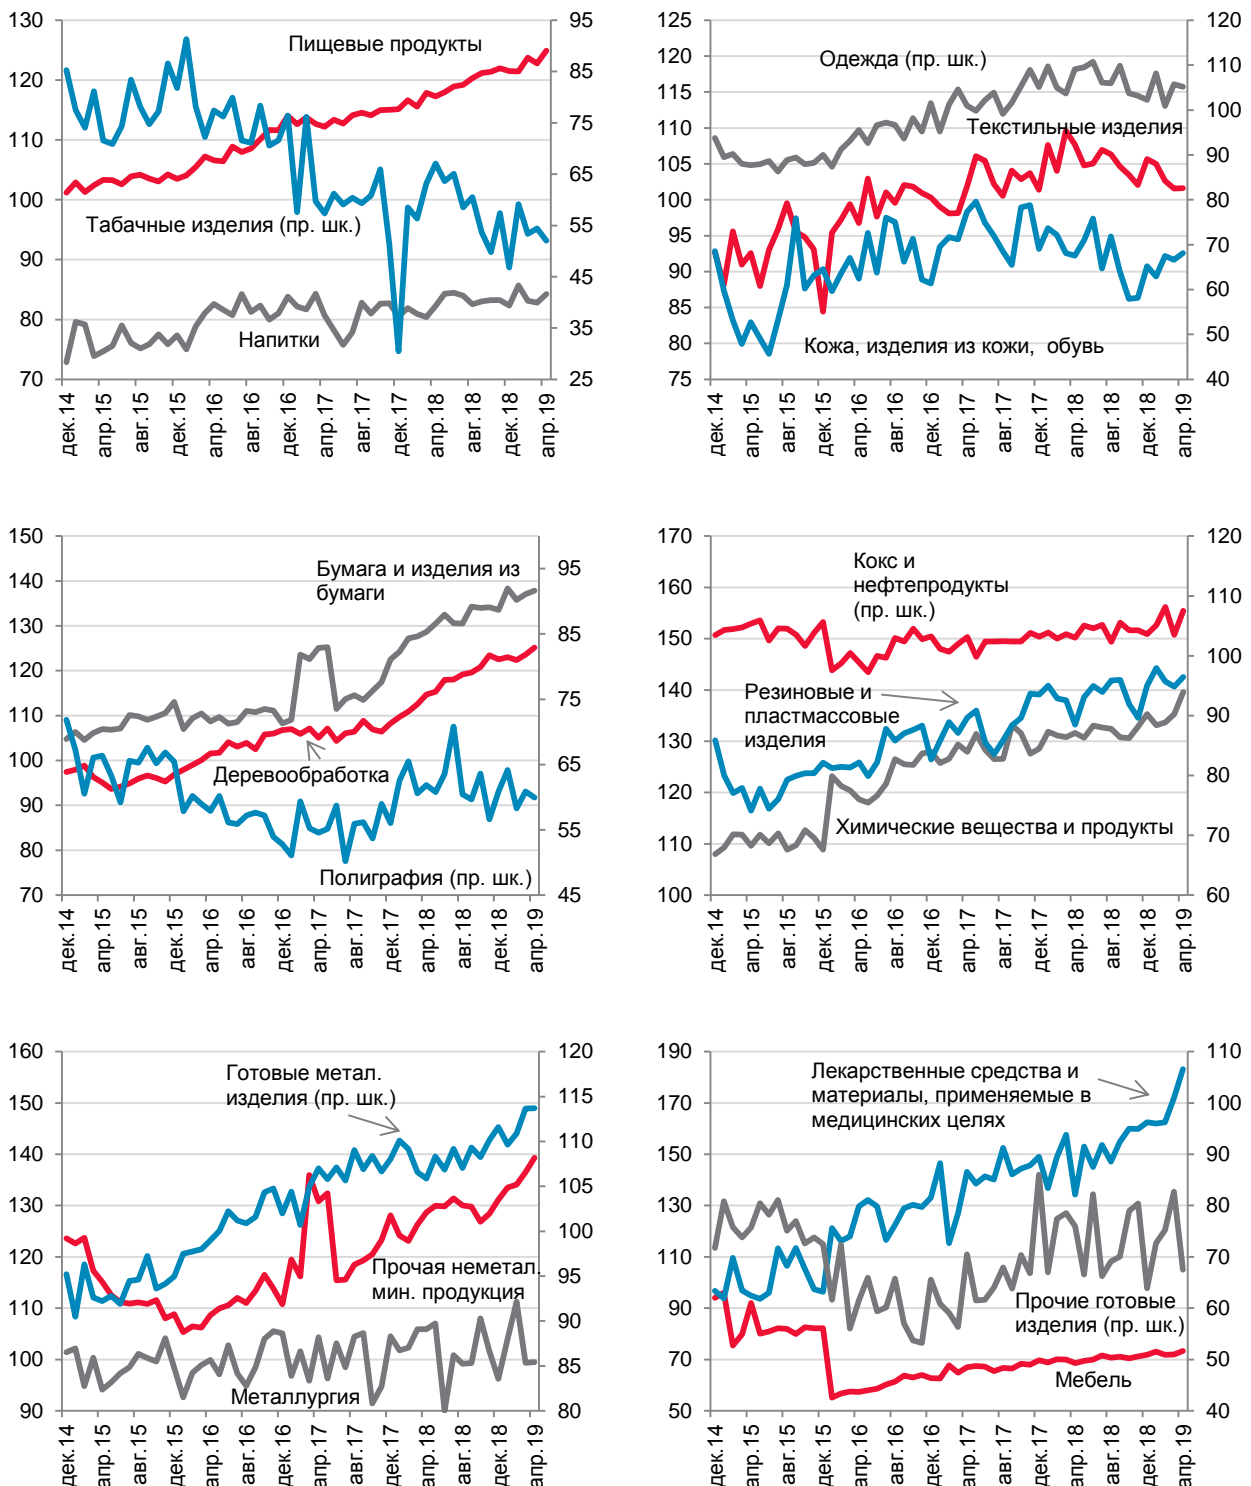 130
120
110
100
90
80
70
95
85
75
65
55
45
35
25
Пищевые продукты
Табачные изделия (пр. шк.)
Напитки
дек.14
апр.15
авг.15
дек.15
апр.16
авг.16
дек.16
апр.17
авг.17
дек.17
апр.18
авг.18
дек.18
апр.19
125
120
115
110
105
100
95
90
85
80
75
120
110
100
90
80
70
60
50
40
Одежда (пр. шк.)
Текстильные изделия
Кожа, изделия из кожи, обувь
дек.14
апр.15
авг.15
дек.15
апр.16
авг.16
дек.16
апр.17
авг.17
дек.17
апр.18
авг.18
дек.18
апр.19
150
140
130
120
110
100
90
80
70
95
85
75
65
55
45
Бумага и изделия из
бумаги
Деревообработка
Полиграфия (пр. шк.)
дек.14
апр.15
авг.15
дек.15
апр.16
авг.16
дек.16
апр.17
авг.17
дек.17
апр.18
авг.18
дек.18
апр.19
170
160
150
140
130
120
110
100
120
110
100
90
80
70
60
Кокс и
нефтепродукты
(пр. шк.)
Резиновые и
пластмассовые
изделия
Химические вещества и продукты
дек.14
апр.15
авг.15
дек.15
апр.16
авг.16
дек.16
апр.17
авг.17
дек.17
апр.18
авг.18
дек.18
апр.19
160
150
140
130
120
110
100
90
120
115
110
105
100
95
90
85
80
Готовые метал.
изделия (пр. шк.)
Прочая неметал.
мин. продукция
Металлургия
дек.14
апр.15
авг.15
дек.15
апр.16
авг.16
дек.16
апр.17
авг.17
дек.17
апр.18
авг.18
дек.18
апр.19
190
170
150
130
110
90
70
50
110
100
90
80
70
60
50
40
Лекарственные средства и
материалы, применяемые в
медицинских целях
Прочие готовые
изделия (пр. шк.)
Мебель
дек.14
апр.15
авг.15
дек.15
апр.16
авг.16
дек.16
апр.17
авг.17
дек.17
апр.18
авг.18
дек.18
апр.19